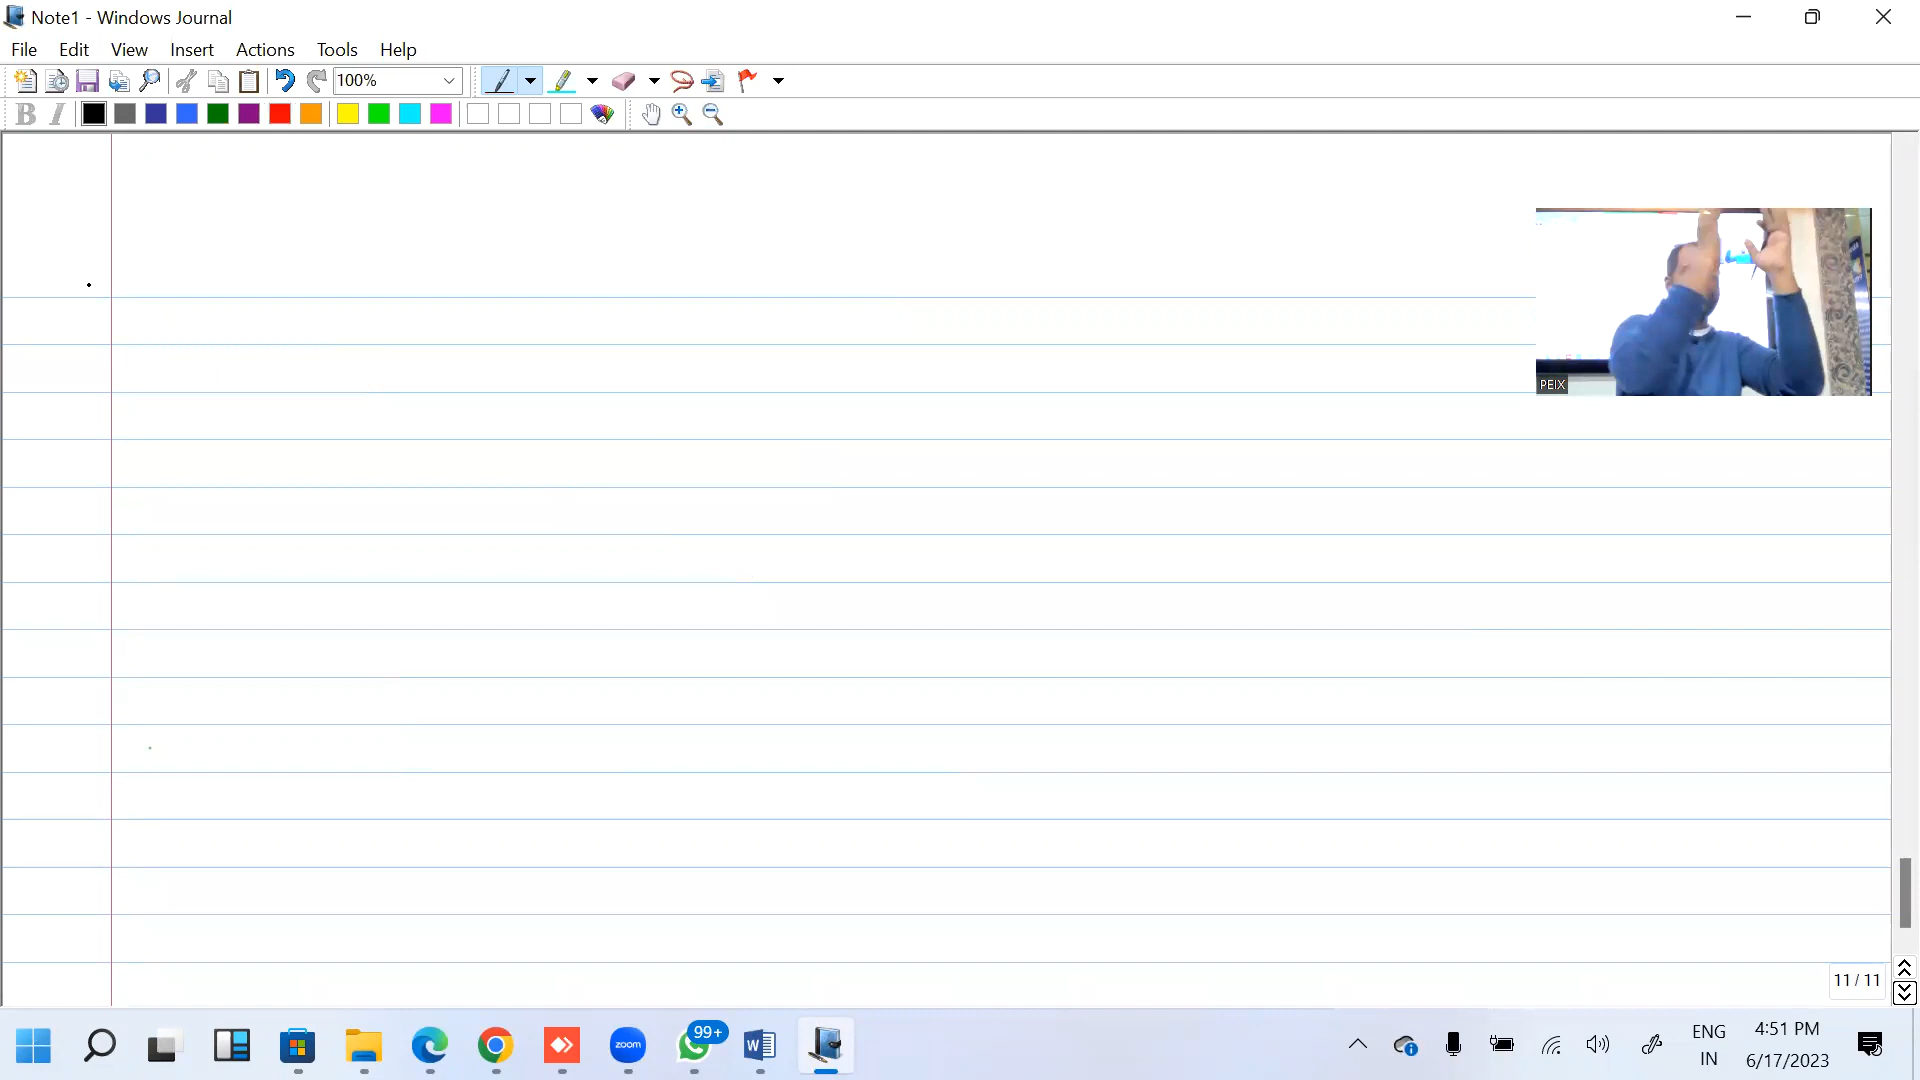 Note1 - Windows Journal
File Edit View Insert Actions Tools Help
100%
B I
PEIX
11 / 11
99+
zoom
ENG
IN
4:51 PM
6/17/2023